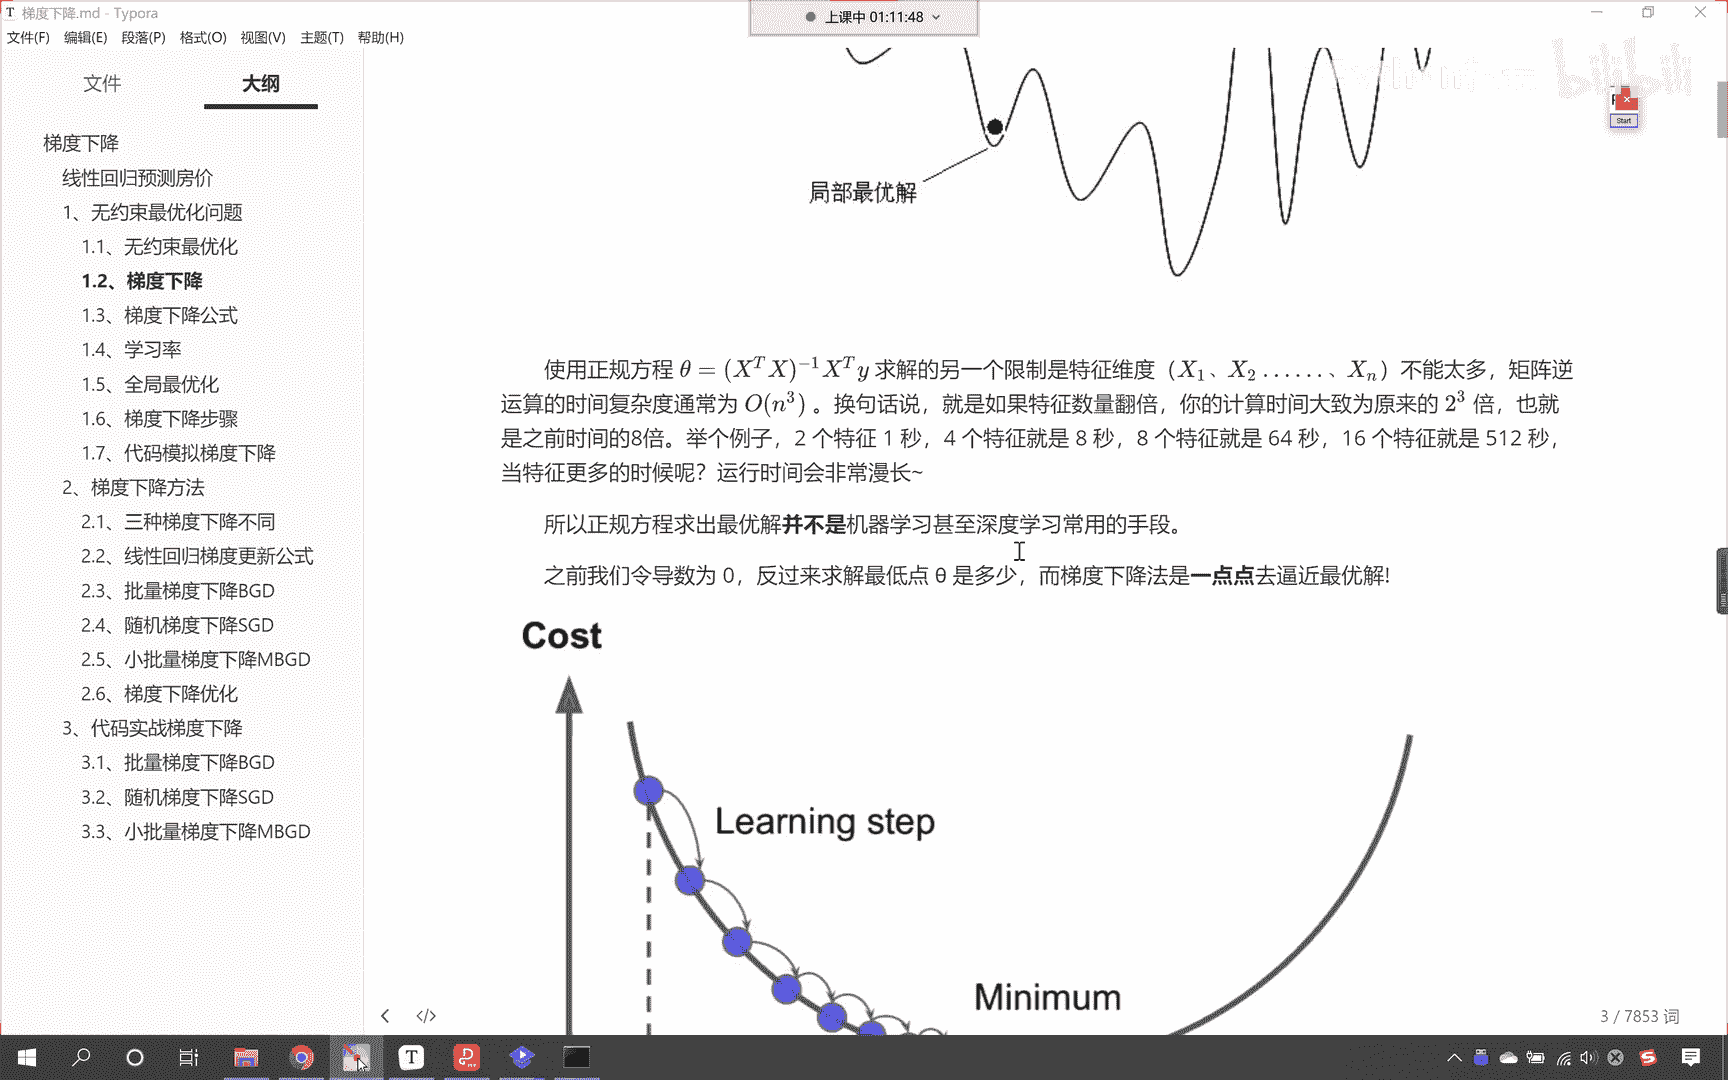 梯度下降.md - Typora
上课中 01:11:48
文件(F) 编辑(E) 段落(P) 格式(O) 视图(V) 主题(T) 帮助(H)
文件 大纲
梯度下降
线性回归预测房价
1、无约束最优化问题
1.1、无约束最优化
1.2、梯度下降
1.3、梯度下降公式
1.4、学习率
1.5、全局最优化
1.6、梯度下降步骤
1.7、代码模拟梯度下降
2、梯度下降方法
2.1、三种梯度下降不同
2.2、线性回归梯度更新公式
2.3、批量梯度下降BGD
2.4、随机梯度下降SGD
2.5、小批量梯度下降MBGD
2.6、梯度下降优化
3、代码实战梯度下降
3.1、批量梯度下降BGD
3.2、随机梯度下降SGD
3.3、小批量梯度下降MBGD
bilibili
Start
局部最优解
使用正规方程 θ = (X^T X)^{-1} X^T y 求解的另一个限制是特征维度（X_1、X_2......、X_n）不能太多，矩阵逆
运算的时间复杂度通常为 O(n^3) 。换句话说，就是如果特征数量翻倍，你的计算时间大致为原来的 2^3 倍，也就
是之前时间的8倍。举个例子，2 个特征 1 秒，4 个特征就是 8 秒，8 个特征就是 64 秒，16 个特征就是 512 秒，
当特征更多的时候呢？运行时间会非常漫长~
所以正规方程求出最优解并不是机器学习甚至深度学习常用的手段。
之前我们令导数为 0，反过来求解最低点 θ 是多少，而梯度下降法是一点点去逼近最优解!
Cost
Learning step
Minimum
</> 3 / 7853 词